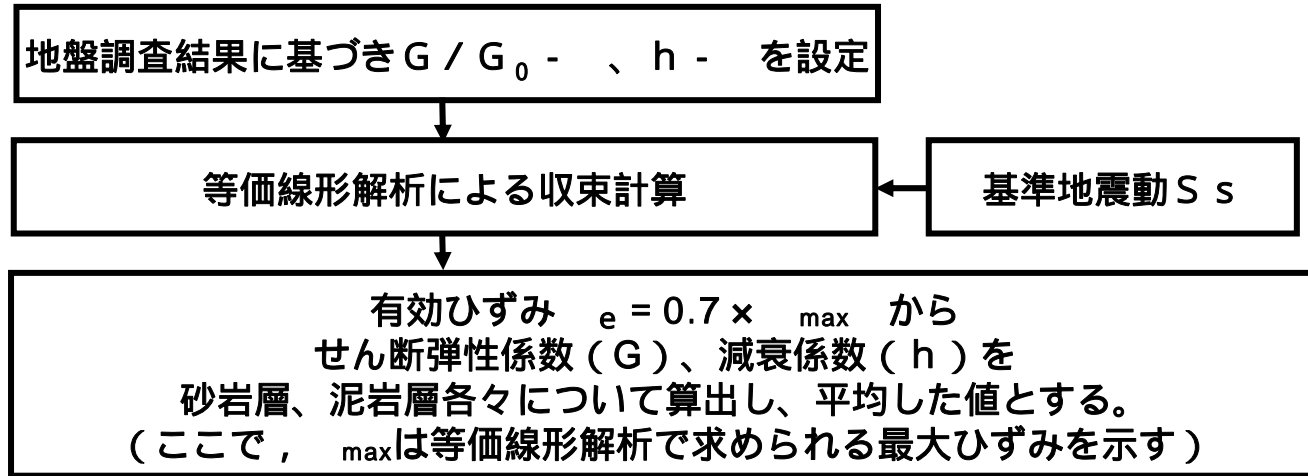 地盤調査結果に基づきＧ／Ｇ₀-　、ｈ-　を設定
等価線形解析による収束計算
基準地震動Ｓｓ
有効ひずみ　e = 0.7 ×　max　から
せん断弾性係数（Ｇ）、減衰係数（ｈ）を
砂岩層、泥岩層各々について算出し、平均した値とする。
（ここで，　maxは等価線形解析で求められる最大ひずみを示す）